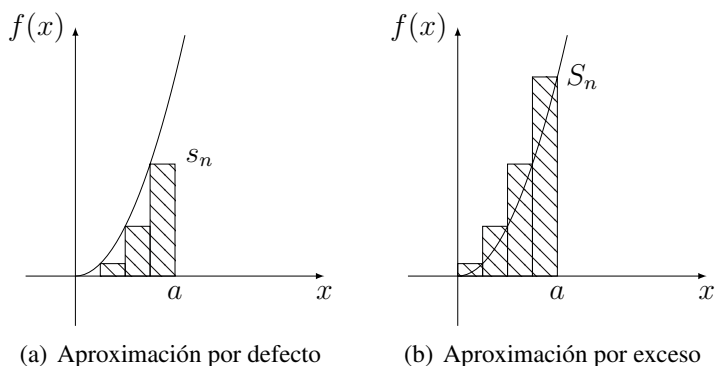 f(x)
s_n
a
x
(a) Aproximación por defecto
f(x)
S_n
a
x
(b) Aproximación por exceso